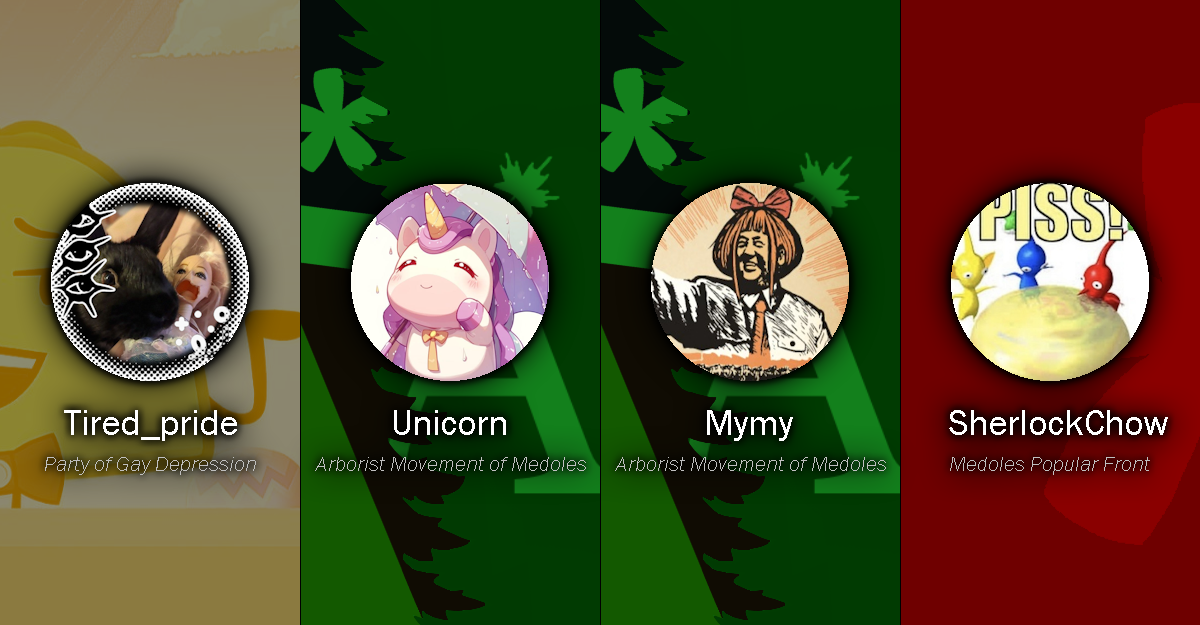 PISS!
Tired_pride
Unicorn
Mymy
SherlockChow
Party of Gay Depression
Arborist Movement of Medoles
Arborist Movement of Medoles
Medoles Popular Front